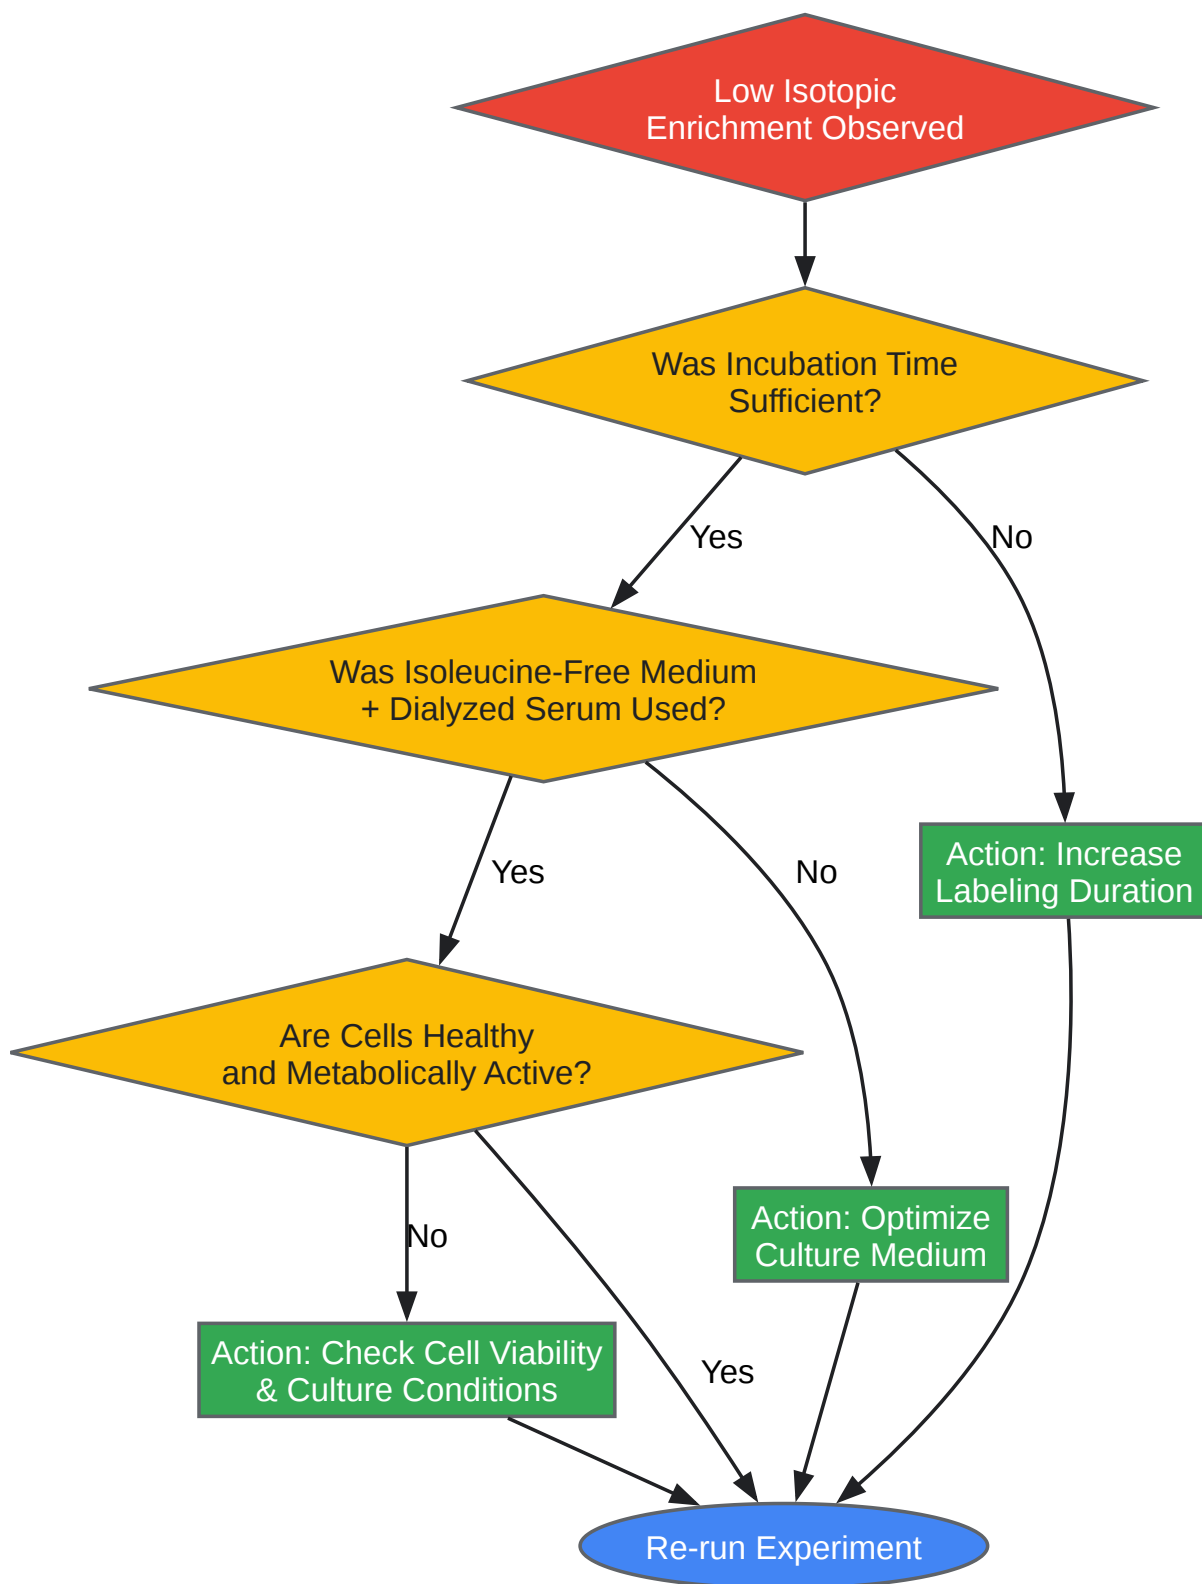 Low Isotopic
Enrichment Observed
Was Incubation Time
Sufficient?
Yes
No
Was Isoleucine-Free Medium
+ Dialyzed Serum Used?
Yes
No
Action: Increase
Labeling Duration
Are Cells Healthy
and Metabolically Active?
No
Yes
Action: Optimize
Culture Medium
Action: Check Cell Viability
& Culture Conditions
Re-run Experiment